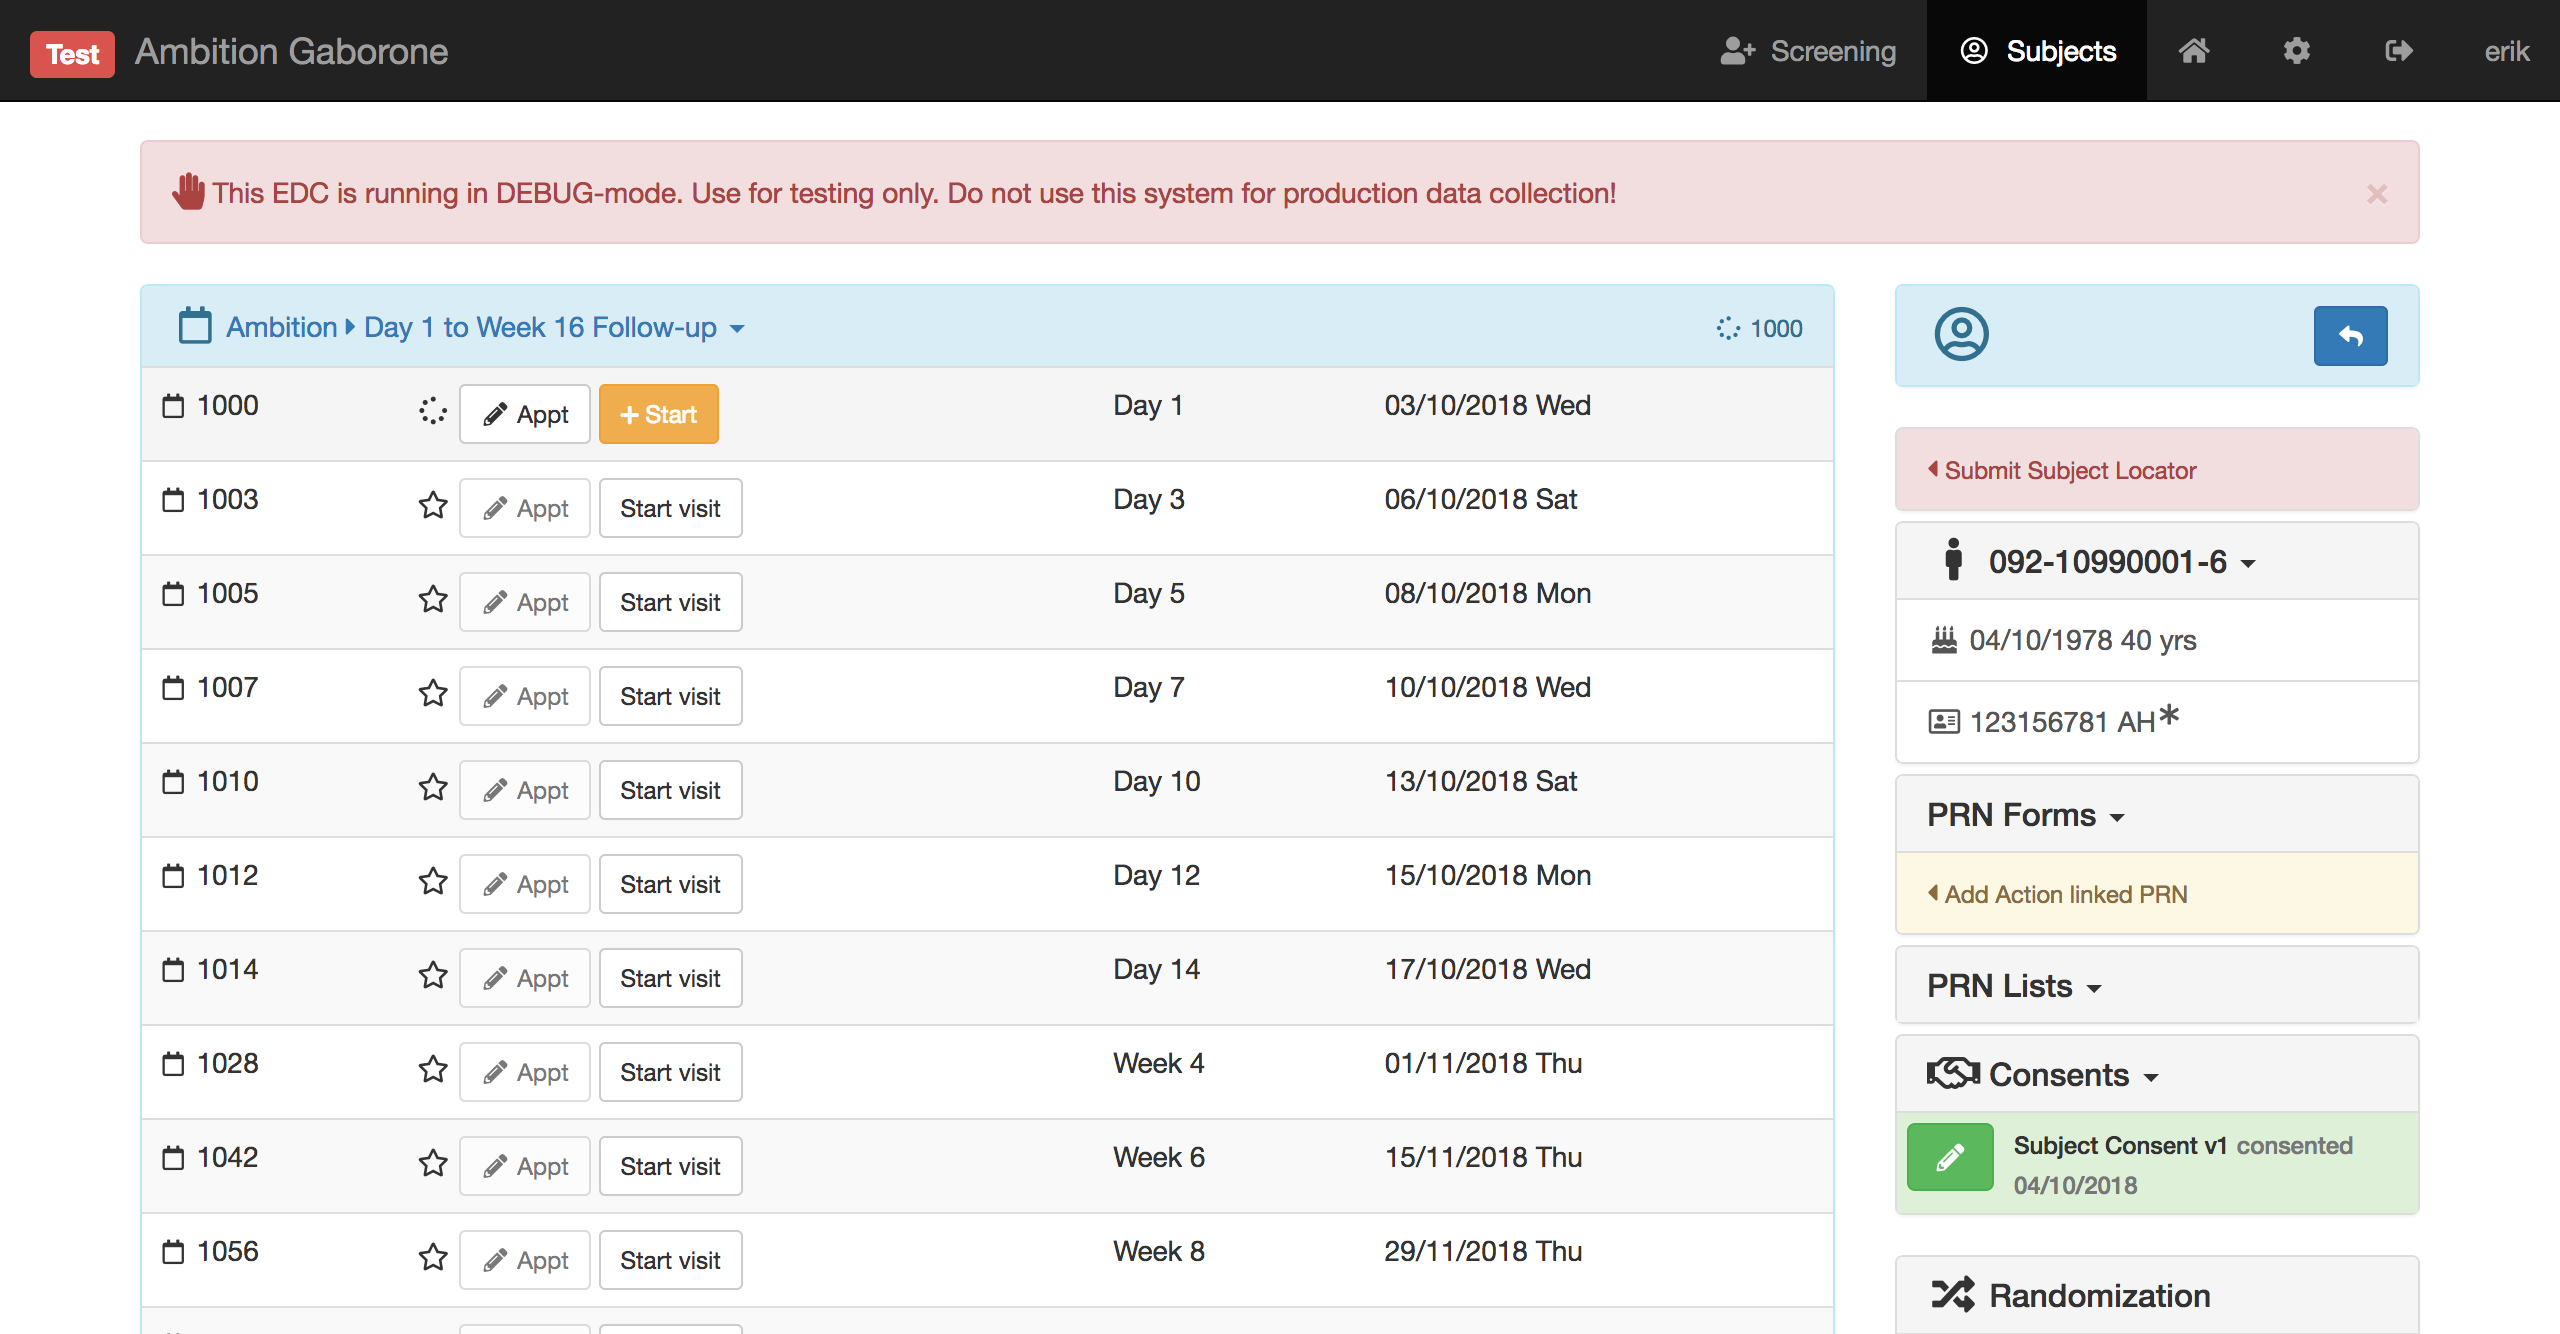 Test Ambition Gaborone Screening Subjects erik
This EDC is running in DEBUG-mode. Use for testing only. Do not use this system for production data collection! ×
Ambition Day 1 to Week 16 Follow-up 1000
1000 Appt + Start Day 1 03/10/2018 Wed
1003 Appt Start visit Day 3 06/10/2018 Sat
1005 Appt Start visit Day 5 08/10/2018 Mon
1007 Appt Start visit Day 7 10/10/2018 Wed
1010 Appt Start visit Day 10 13/10/2018 Sat
1012 Appt Start visit Day 12 15/10/2018 Mon
1014 Appt Start visit Day 14 17/10/2018 Wed
1028 Appt Start visit Week 4 01/11/2018 Thu
1042 Appt Start visit Week 6 15/11/2018 Thu
1056 Appt Start visit Week 8 29/11/2018 Thu
Submit Subject Locator
092-10990001-6
04/10/1978 40 yrs
123156781 AH*
PRN Forms
Add Action linked PRN
PRN Lists
Consents
Subject Consent v1 consented
04/10/2018
Randomization